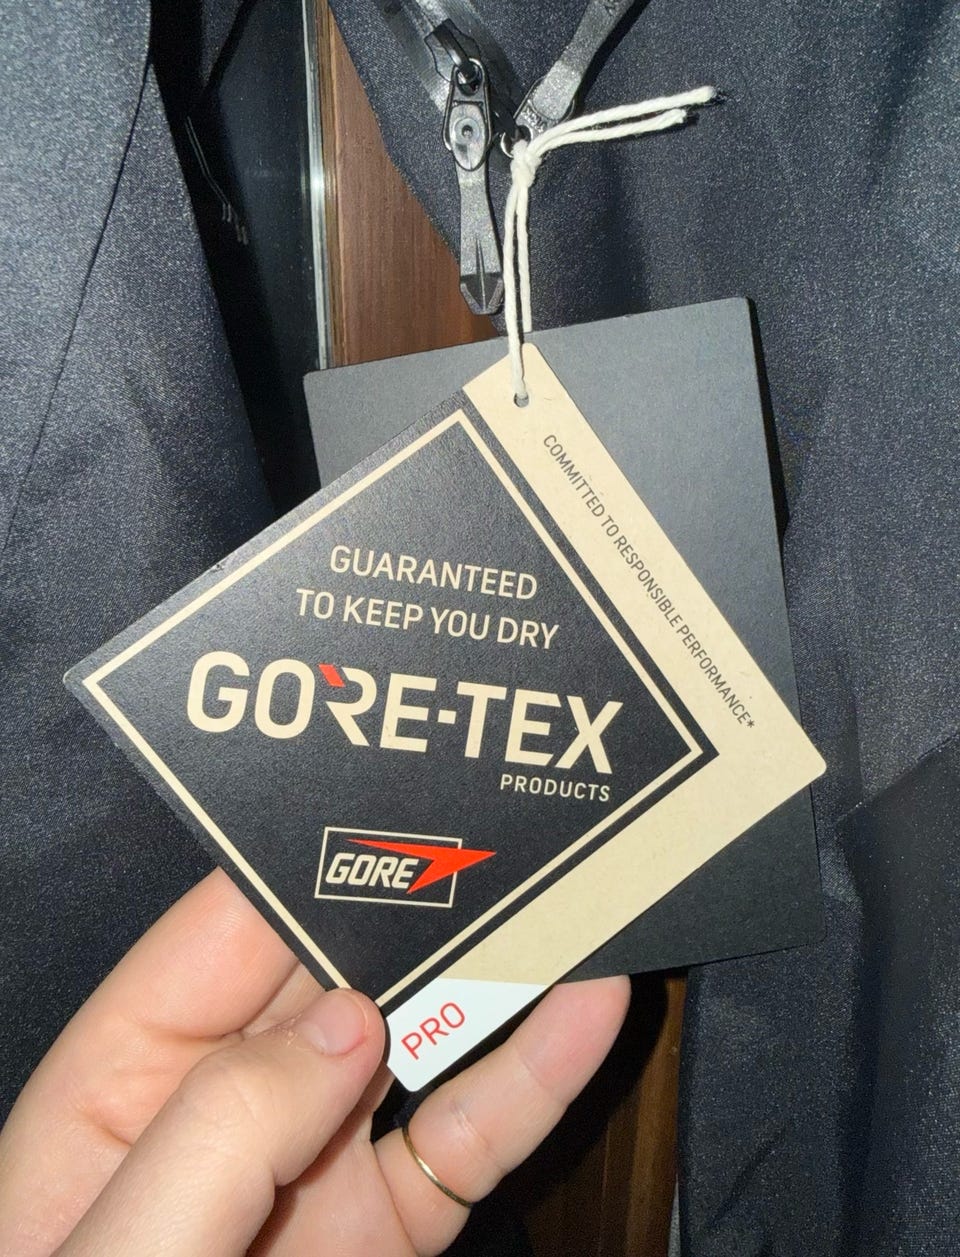 GUARANTEED
TO KEEP YOU DRY
GORE-TEX
PRODUCTS
GORE
COMMITTED TO RESPONSIBLE PERFORMANCE*
PRO